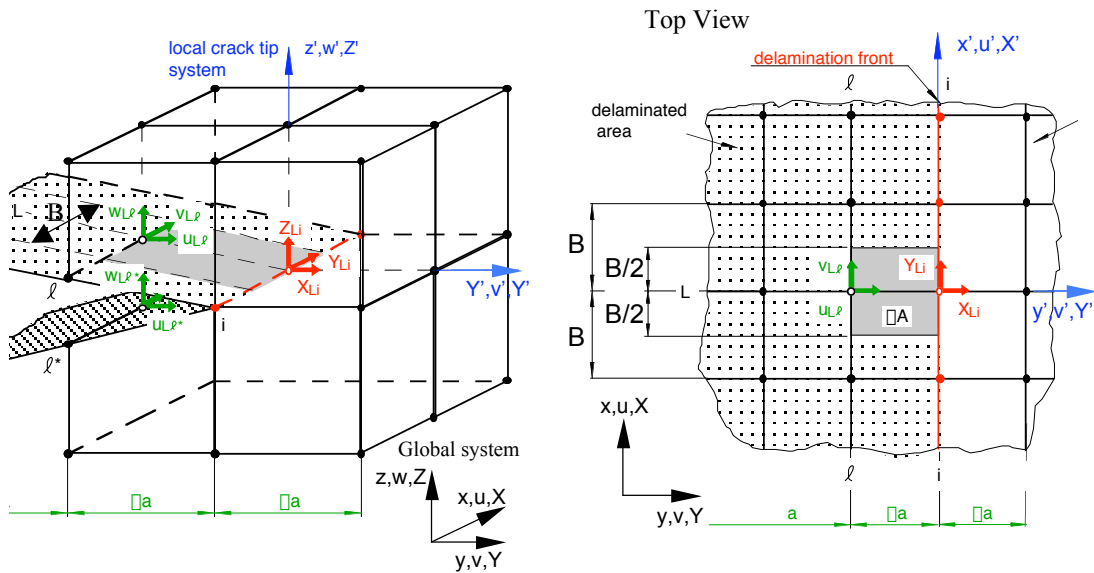 Top View
local crack tip
system
z',w',Z'
x',u',X'
delamination front
ℓ
i
delaminated
area
L
B
wLℓ
vLℓ
uLℓ
ZLi
YLi
XLi
wLℓ*
uLℓ*
Y',v',Y'
ℓ
i
ℓ*
B
B/2
B/2
B
L
vLℓ
YLi
uLℓ
▯A
XLi
y',v',Y'
Global system
z,w,Z
x,u,X
y,v,Y
▯a
▯a
x,u,X
y,v,Y
ℓ
i
a
▯a
▯a